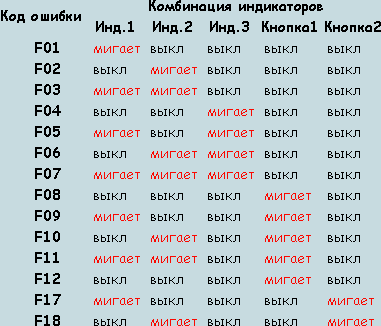 Комбинация индикаторов
Код ошибки
Инд.1 Инд.2 Инд.3 Кнопка1 Кнопка2
F01 мигает выкл выкл выкл выкл
F02 выкл мигает выкл выкл выкл
F03 мигает мигает выкл выкл выкл
F04 выкл выкл мигает выкл выкл
F05 мигает выкл мигает выкл выкл
F06 выкл мигает мигает выкл выкл
F07 мигает мигает мигает выкл выкл
F08 выкл выкл выкл мигает выкл
F09 мигает выкл выкл мигает выкл
F10 выкл мигает выкл мигает выкл
F11 мигает мигает выкл мигает выкл
F12 выкл выкл выкл мигает выкл
F17 мигает выкл выкл выкл мигает
F18 выкл мигает выкл выкл мигает